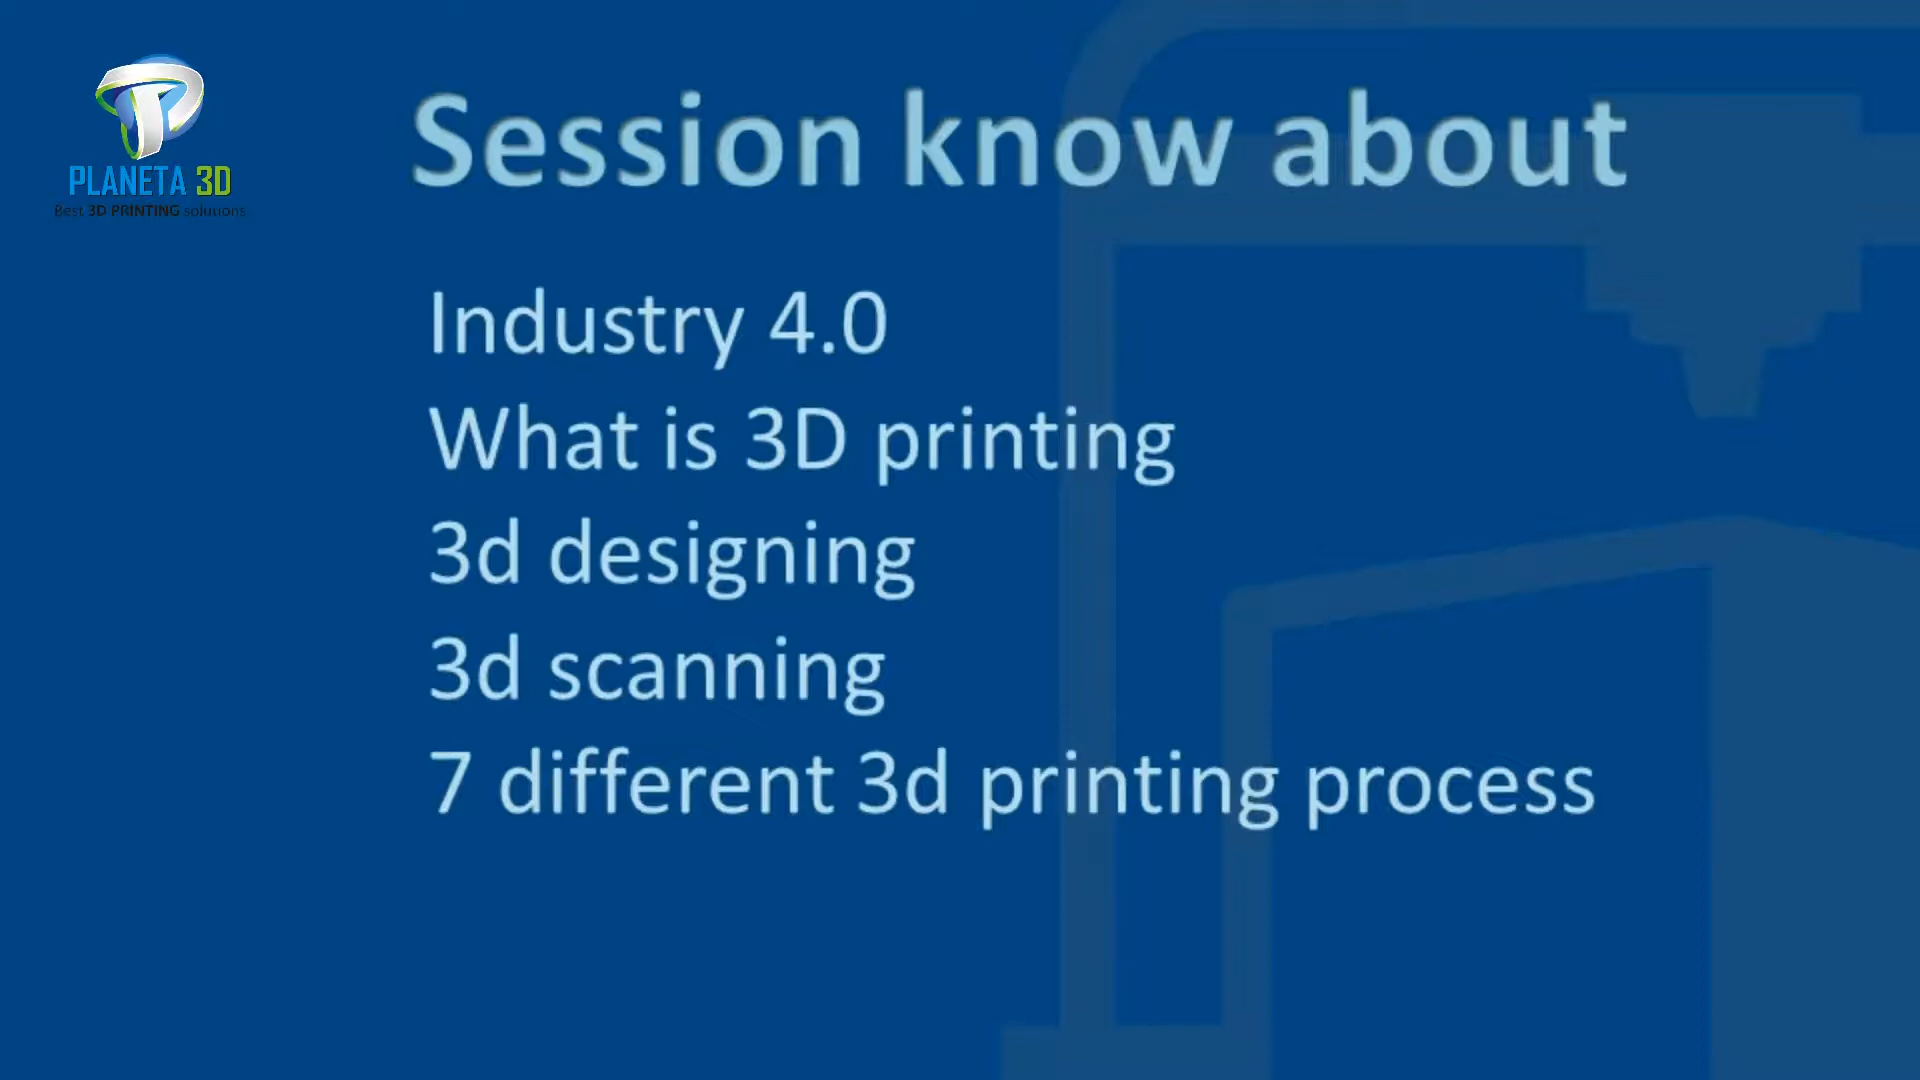 PLANETA 3D
Best 3D PRINTING solutions
Session know about
Industry 4.0
What is 3D printing
3d designing
3d scanning
7 different 3d printing process